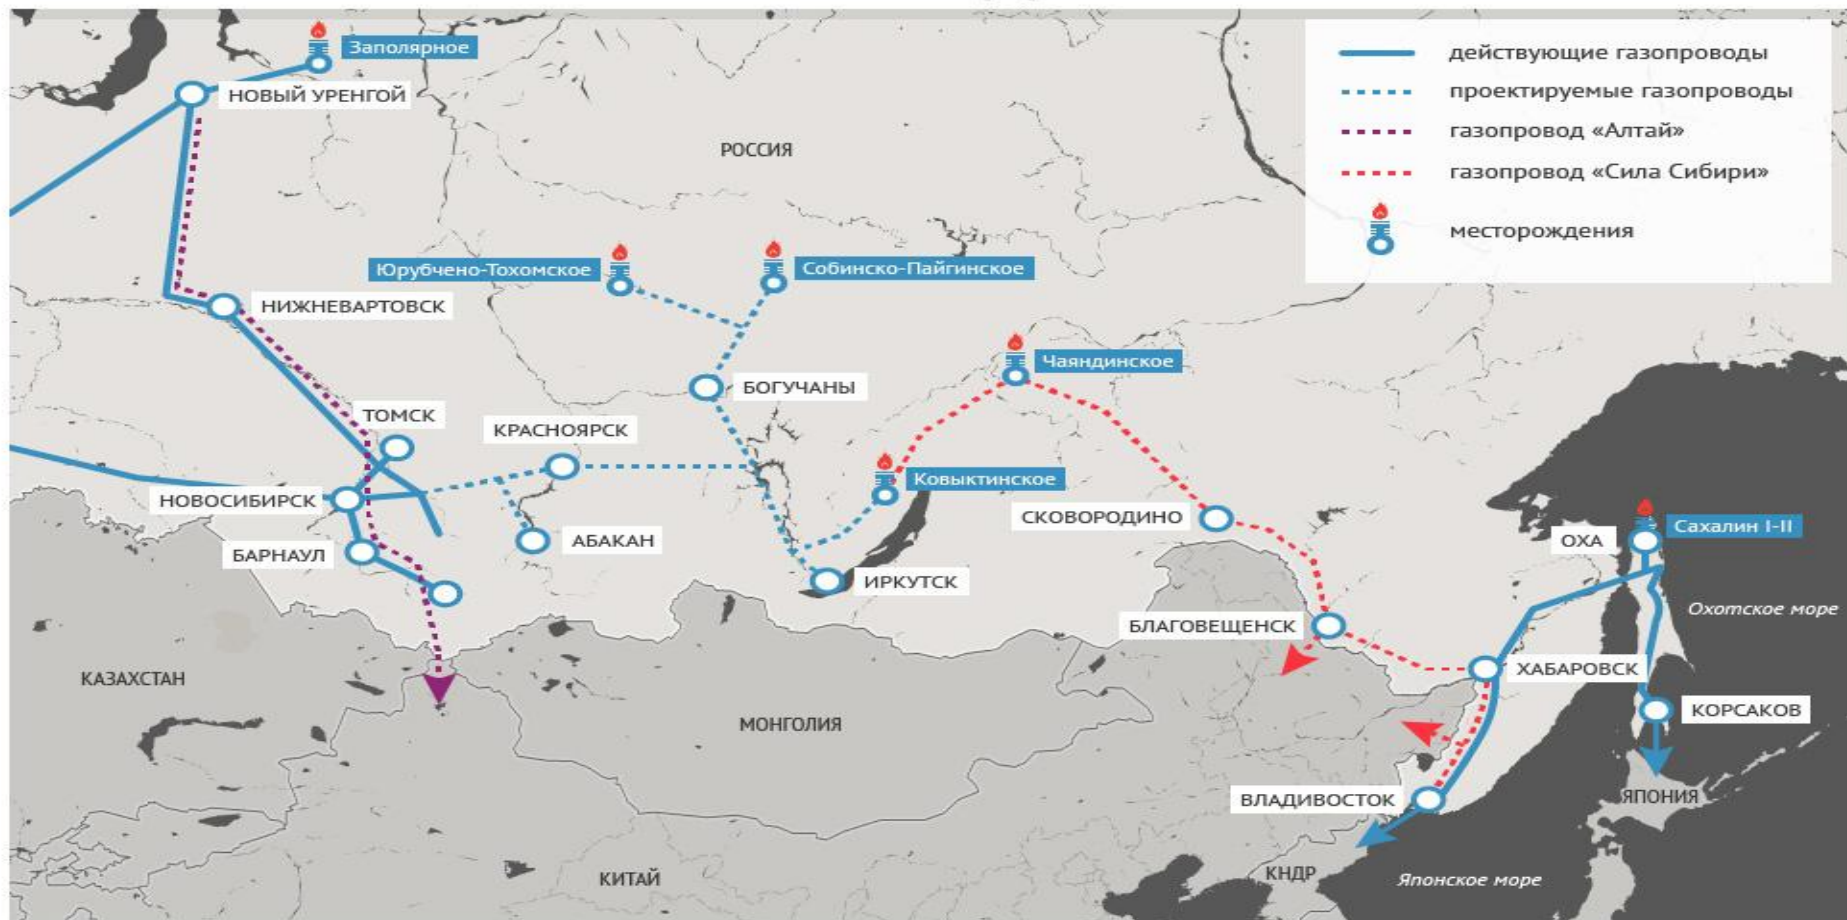 Заполярное
НОВЫЙ УРЕНГОЙ
РОССИЯ
действующие газопроводы
проектируемые газопроводы
газопровод «Алтай»
газопровод «Сила Сибири»
месторождения
Юрубчено-Тохомское
Собинско-Пайгинское
НИЖНЕВАРТОВСК
Чаяндинское
БОГУЧАНЫ
ТОМСК
КРАСНОЯРСК
Ковыктинское
НОВОСИБИРСК
СКОВОРОДИНО
Сахалин I-II
ОХА
АБАКАН
БАРНАУЛ
ИРКУТСК
Охотское море
БЛАГОВЕЩЕНСК
ХАБАРОВСК
КАЗАХСТАН
КОРСАКОВ
МОНГОЛИЯ
ЯПОНИЯ
ВЛАДИВОСТОК
КНДР
КИТАЙ
Японское море